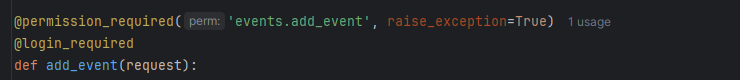 @permission_required( perm: 'events.add_event', raise_exception=True) 1 usage
@login_required
def add_event(request):